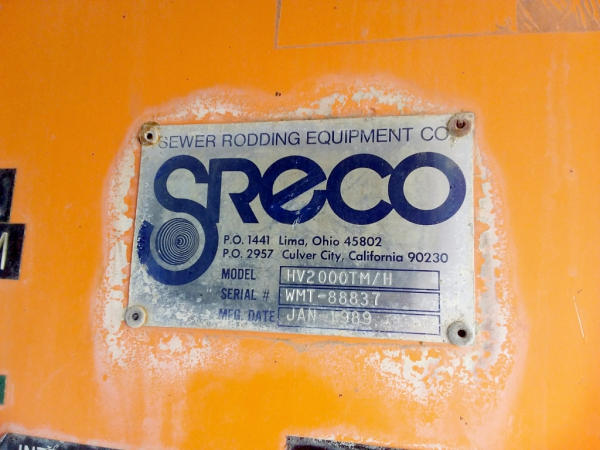 SEWER RODDING EQUIPMENT CO
SReCO
P.O. 1441 Lima, Ohio 45802
P.O. 2957 Culver City, California 90230
MODEL HV2000TM/H
SERIAL # WMT-88837
MFG. DATE JAN 1989